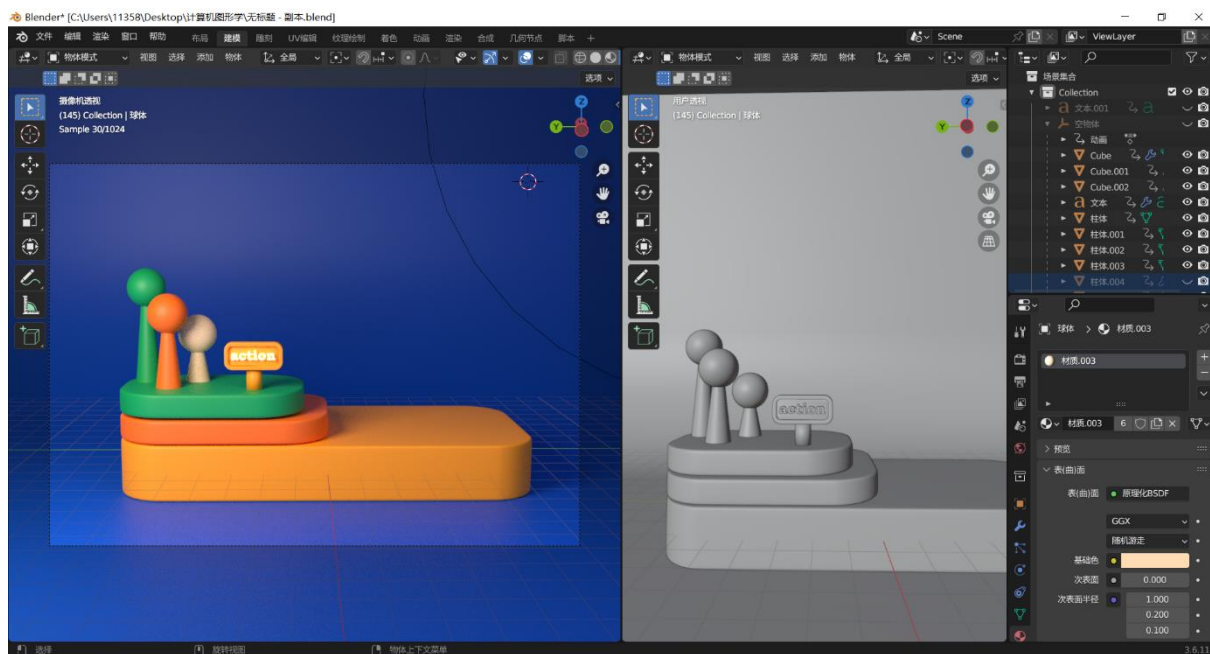 Blender* [C:\Users\11358\Desktop\计算机图形学\无标题 - 副本.blend]
文件 编辑 渲染 窗口 帮助 布局 建模 雕刻 UV编辑 纹理绘制 着色 动画 渲染 合成 几何节点 脚本 + Scene ViewLayer
物体模式 视图 选择 添加 物体 全局
选项
摄像机透视
(145) Collection | 球体
Sample 30/1024
Z
Y
action
物体模式 视图 选择 添加 物体 全局
选项
用户透视
(145) Collection | 球体
Z
Y
action
场景集合
Collection
文本.001
空物体
动画
Cube
Cube.001
Cube.002
文本
柱体
柱体.001
柱体.002
柱体.003
柱体.004
球体 > 材质.003
材质.003
材质.003 6
预览
表(曲)面
表(曲)面 原理化BSDF
GGX
随机游走
基础色
次表面 0.000
次表面半径 1.000
0.200
0.100
选择 旋转视图 物体上下文菜单 3.6.11